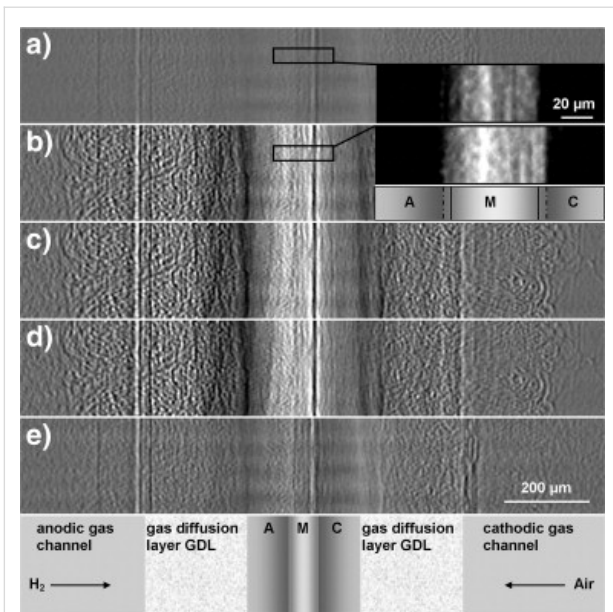 a)
20 µm
b)
A M C
c)
d)
e)
200 µm
anodic gas channel
gas diffusion layer GDL
A M C
gas diffusion layer GDL
cathodic gas channel
H₂
Air